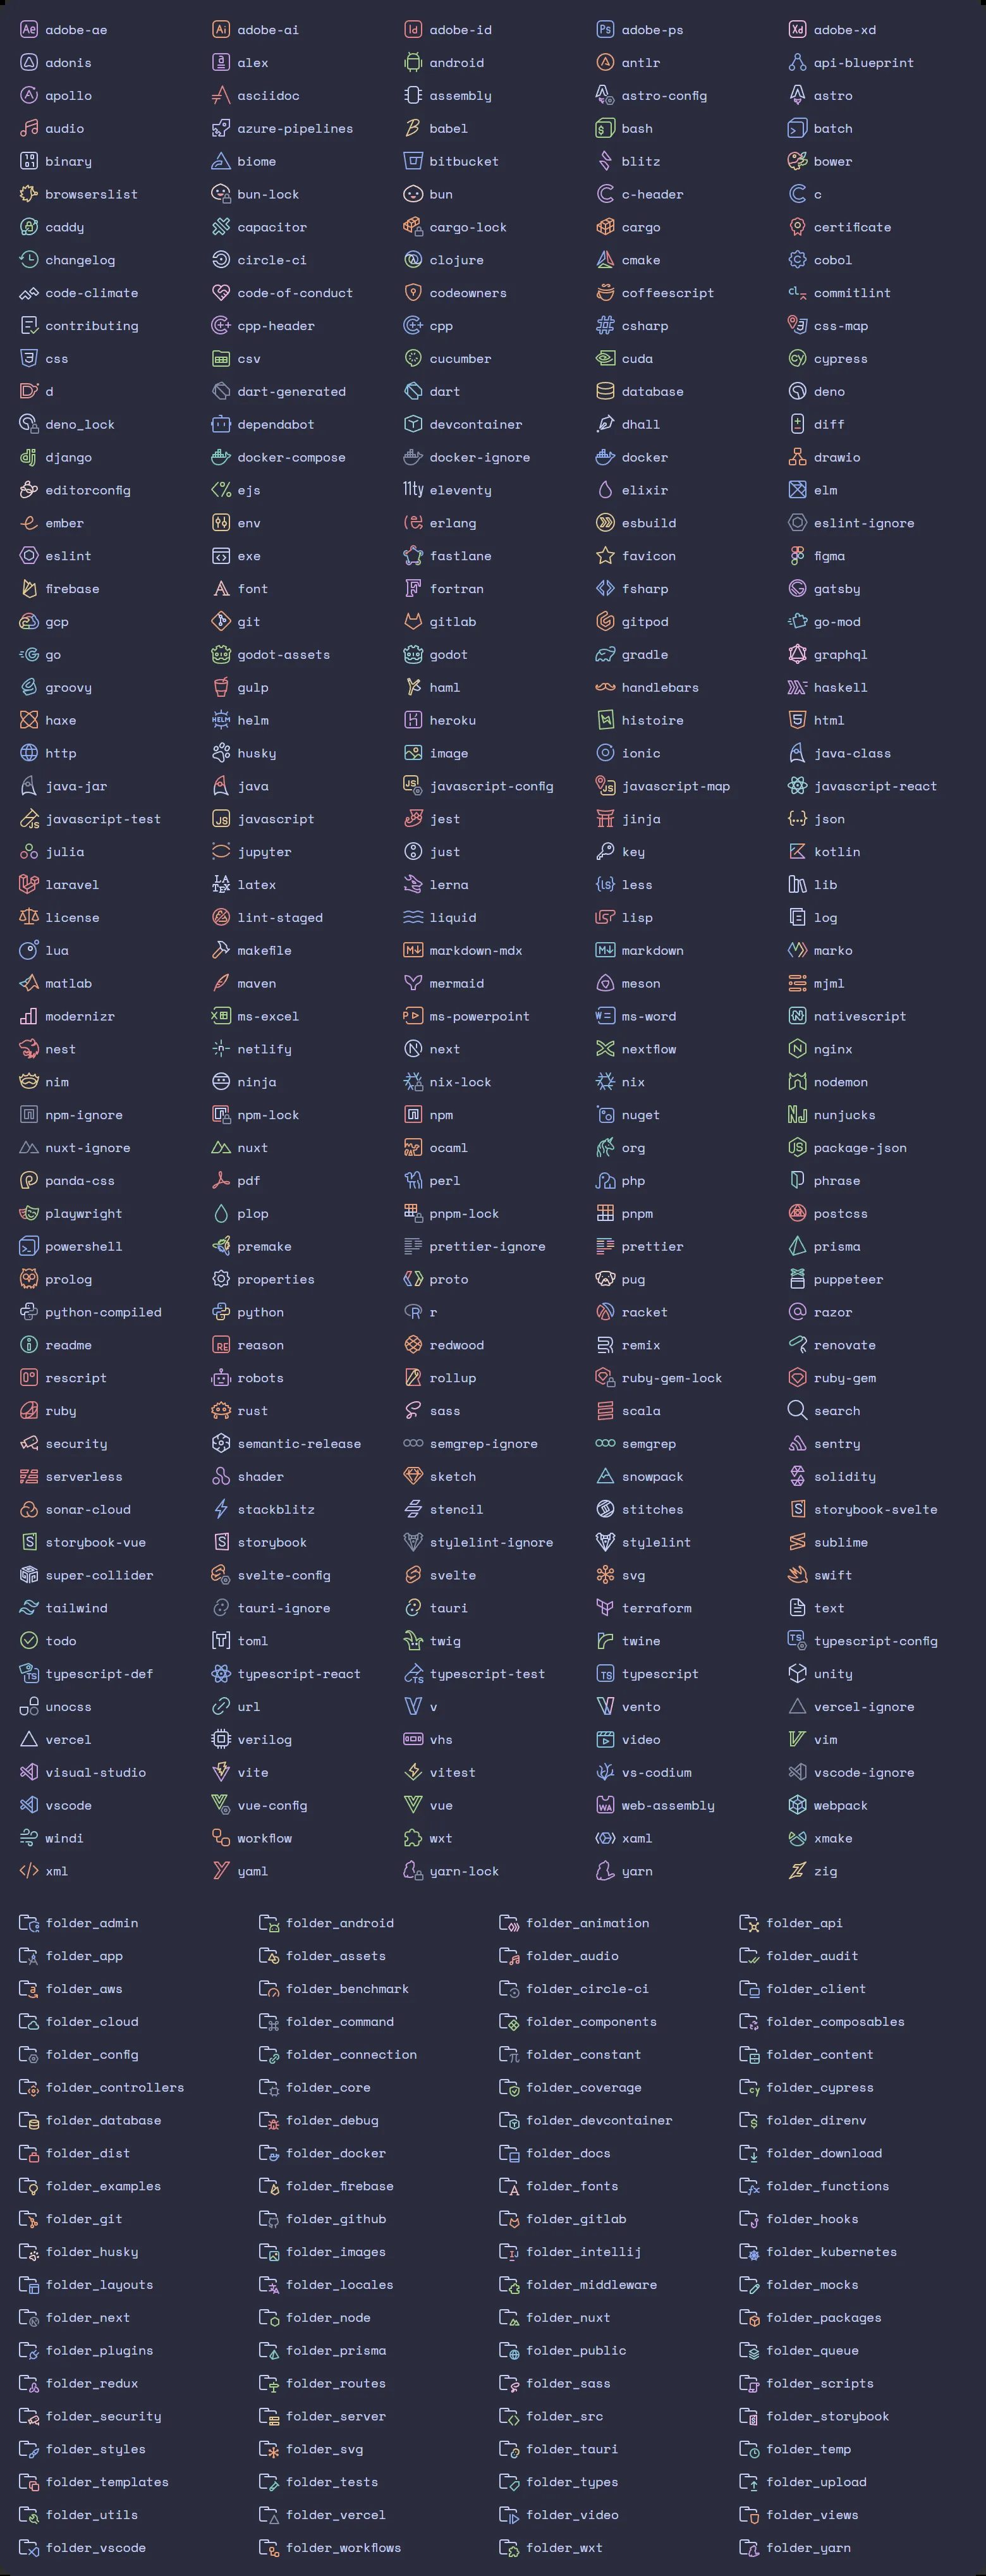 adobe-ae adobe-ai adobe-id adobe-ps adobe-xd
adonis alex android antlr api-blueprint
apollo asciidoc assembly astro-config astro
audio azure-pipelines babel bash batch
binary biome bitbucket blitz bower
browserslist bun-lock bun c-header c
caddy capacitor cargo-lock cargo certificate
changelog circle-ci clojure cmake cobol
code-climate code-of-conduct codeowners coffeescript commitlint
contributing cpp-header cpp csharp css-map
css csv cucumber cuda cypress
d dart-generated dart database deno
deno_lock dependabot devcontainer dhall diff
django docker-compose docker-ignore docker drawio
editorconfig ejs eleventy elixir elm
ember env erlang esbuild eslint-ignore
eslint exe fastlane favicon figma
firebase font fortran fsharp gatsby
gcp git gitlab gitpod go-mod
go godot-assets godot gradle graphql
groovy gulp haml handlebars haskell
haxe helm heroku histoire html
http husky image ionic java-class
java-jar java javascript-config javascript-map javascript-react
javascript-test javascript jest jinja json
julia jupyter just key kotlin
laravel latex lerna less lib
license lint-staged liquid lisp log
lua makefile markdown-mdx markdown marko
matlab maven mermaid meson mjml
modernizr ms-excel ms-powerpoint ms-word nativescript
nest netlify next nextflow nginx
nim ninja nix-lock nix nodemon
npm-ignore npm-lock npm nuget nunjucks
nuxt-ignore nuxt ocaml org package-json
panda-css pdf perl php phrase
playwright plop pnpm-lock pnpm postcss
powershell premake prettier-ignore prettier prisma
prolog properties proto pug puppeteer
python-compiled python r racket razor
readme reason redwood remix renovate
rescript robots rollup ruby-gem-lock ruby-gem
ruby rust sass scala search
security semantic-release semgrep-ignore semgrep sentry
serverless shader sketch snowpack solidity
sonar-cloud stackblitz stencil stitches storybook-svelte
storybook-vue storybook stylelint-ignore stylelint sublime
super-collider svelte-config svelte svg swift
tailwind tauri-ignore tauri terraform text
todo toml twig twine typescript-config
typescript-def typescript-react typescript-test typescript unity
unocss url v vento vercel-ignore
vercel verilog vhs video vim
visual-studio vite vitest vs-codium vscode-ignore
vscode vue-config vue web-assembly webpack
windi workflow wxt xaml xmake
xml yaml yarn-lock yarn zig
folder_admin folder_android folder_animation folder_api
folder_app folder_assets folder_audio folder_audit
folder_aws folder_benchmark folder_circle-ci folder_client
folder_cloud folder_command folder_components folder_composables
folder_config folder_connection folder_constant folder_content
folder_controllers folder_core folder_coverage folder_cypress
folder_database folder_debug folder_devcontainer folder_direnv
folder_dist folder_docker folder_docs folder_download
folder_examples folder_firebase folder_fonts folder_functions
folder_git folder_github folder_gitlab folder_hooks
folder_husky folder_images folder_intellij folder_kubernetes
folder_layouts folder_locales folder_middleware folder_mocks
folder_next folder_node folder_nuxt folder_packages
folder_plugins folder_prisma folder_public folder_queue
folder_redux folder_routes folder_sass folder_scripts
folder_security folder_server folder_src folder_storybook
folder_styles folder_svg folder_tauri folder_temp
folder_templates folder_tests folder_types folder_upload
folder_utils folder_vercel folder_video folder_views
folder_vscode folder_workflows folder_wxt folder_yarn